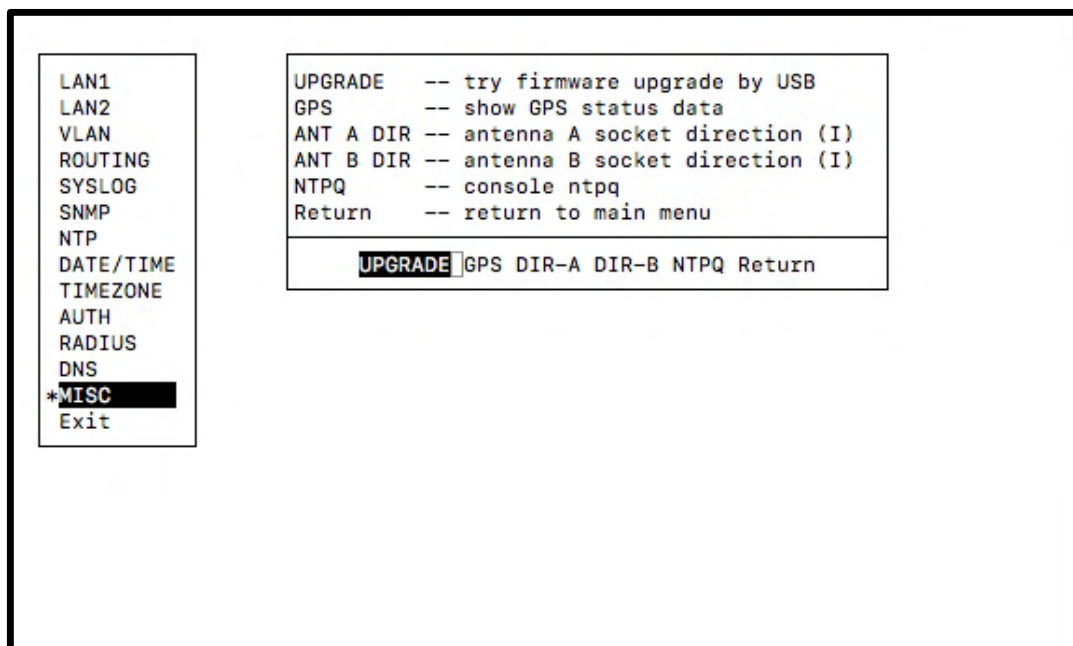 LAN1
LAN2
VLAN
ROUTING
SYSLOG
SNMP
NTP
DATE/TIME
TIMEZONE
AUTH
RADIUS
DNS
*MISC
Exit
UPGRADE -- try firmware upgrade by USB
GPS -- show GPS status data
ANT A DIR -- antenna A socket direction (I)
ANT B DIR -- antenna B socket direction (I)
NTPQ -- console ntpq
Return -- return to main menu
UPGRADE GPS DIR-A DIR-B NTPQ Return